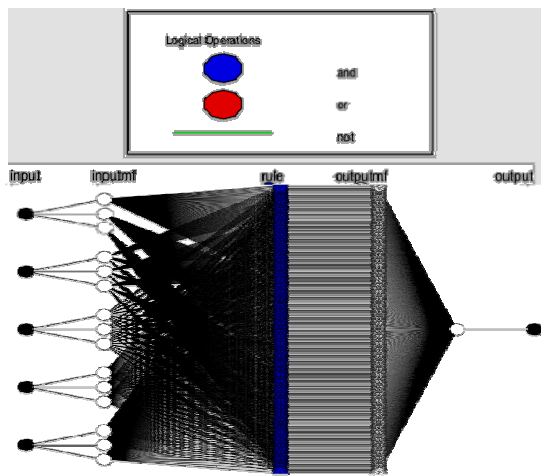 Logical Operations
and
or
not
input inputmf rule outputmf output